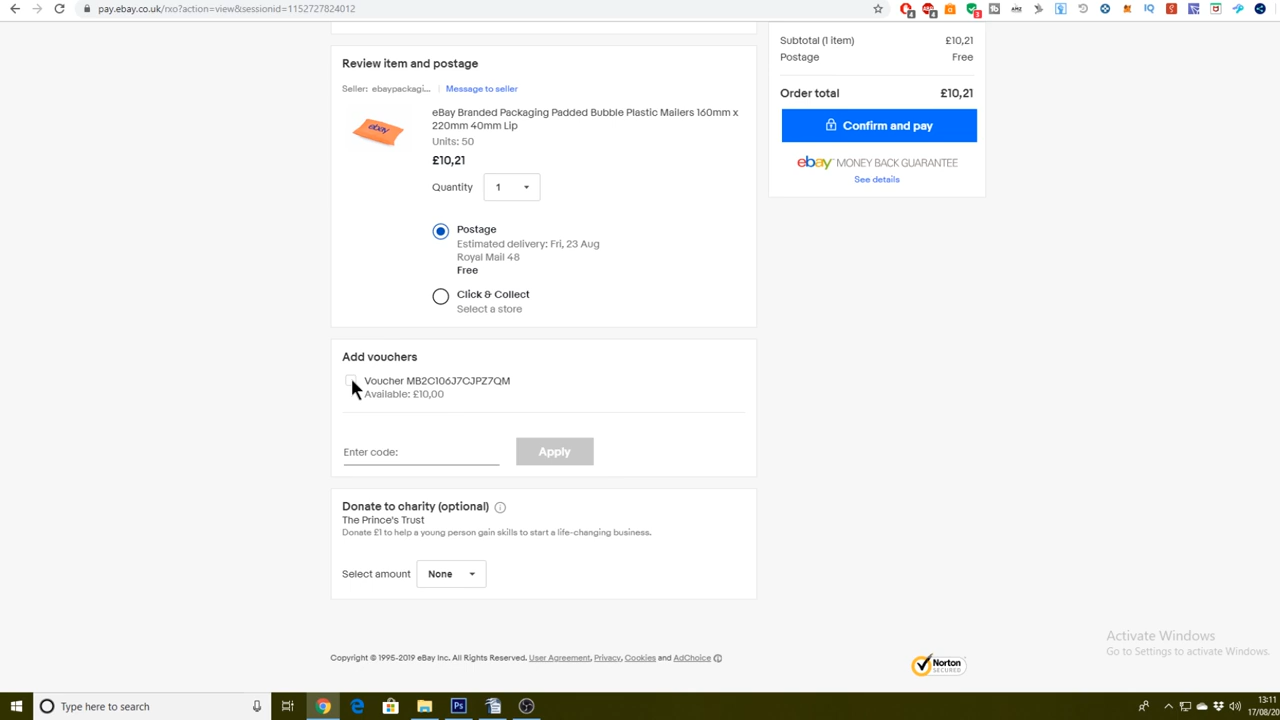 pay.ebay.co.uk/rxo?action=view&sessionid=1152727824012
Review item and postage
Seller: ebaypackagi... | Message to seller
ebay
eBay Branded Packaging Padded Bubble Plastic Mailers 160mm x
220mm 40mm Lip
Units: 50
£10,21
Quantity 1
Postage
Estimated delivery: Fri, 23 Aug
Royal Mail 48
Free
Click & Collect
Select a store
Add vouchers
Voucher MB2C106J7CJPZ7QM
Available: £10,00
Enter code: Apply
Donate to charity (optional)
The Prince's Trust
Donate £1 to help a young person gain skills to start a life-changing business.
Select amount None
Subtotal (1 item) £10,21
Postage Free
Order total £10,21
Confirm and pay
ebay MONEY BACK GUARANTEE
See details
Copyright © 1995-2019 eBay Inc. All Rights Reserved. User Agreement, Privacy, Cookies and AdChoice
Norton
SECURED
Activate Windows
Go to Settings to activate Windows.
Type here to search
Ps
13:11
17/08/20